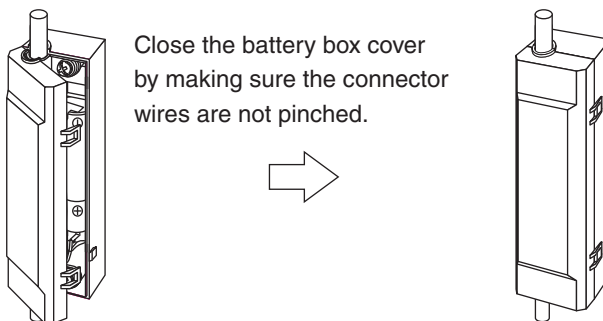 Close the battery box cover
by making sure the connector
wires are not pinched.